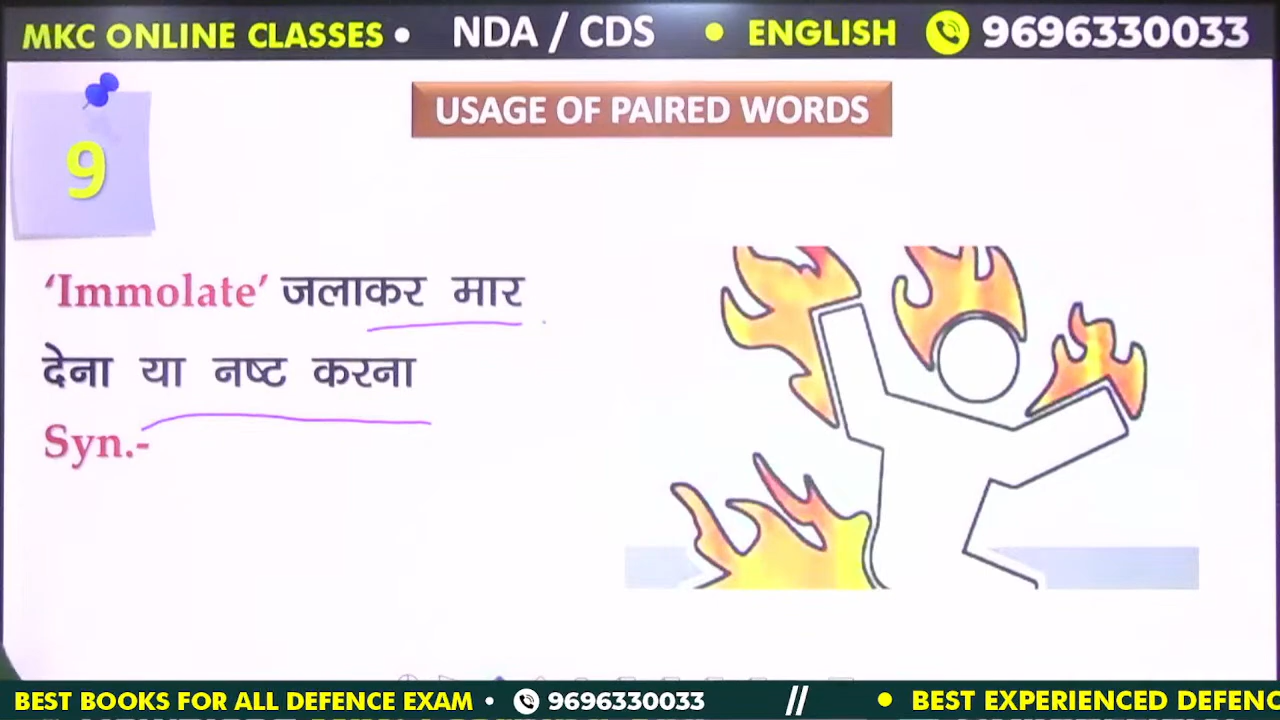 MKC ONLINE CLASSES • NDA / CDS • ENGLISH 9696330033
USAGE OF PAIRED WORDS
9
‘Immolate’ जलाकर मार
देना या नष्ट करना
Syn.-
BEST BOOKS FOR ALL DEFENCE EXAM • 9696330033 // • BEST EXPERIENCED DEFENC